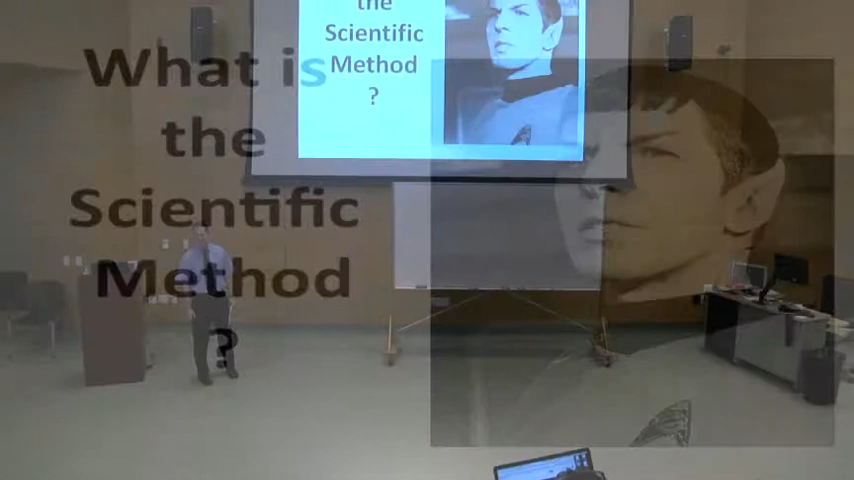 the
Scientific
Method
?
What is
the
Scientific
Method
?